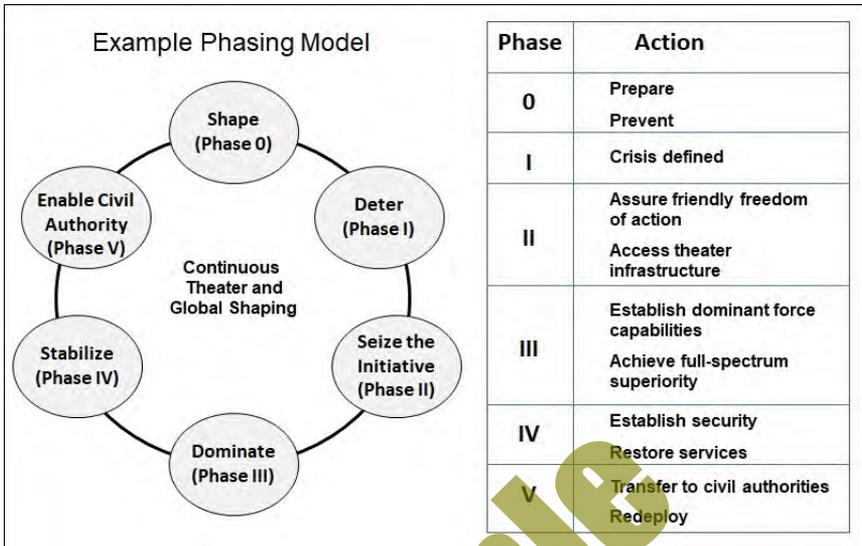 Example Phasing Model
Shape
(Phase 0)
Deter
(Phase I)
Seize the
Initiative
(Phase II)
Dominate
(Phase III)
Stabilize
(Phase IV)
Enable Civil
Authority
(Phase V)
Continuous
Theater and
Global Shaping
Phase Action
0
Prepare
Prevent
I
Crisis defined
II
Assure friendly freedom
of action
Access theater
infrastructure
III
Establish dominant force
capabilities
Achieve full-spectrum
superiority
IV
Establish security
Restore services
V
Transfer to civil authorities
Redeploy